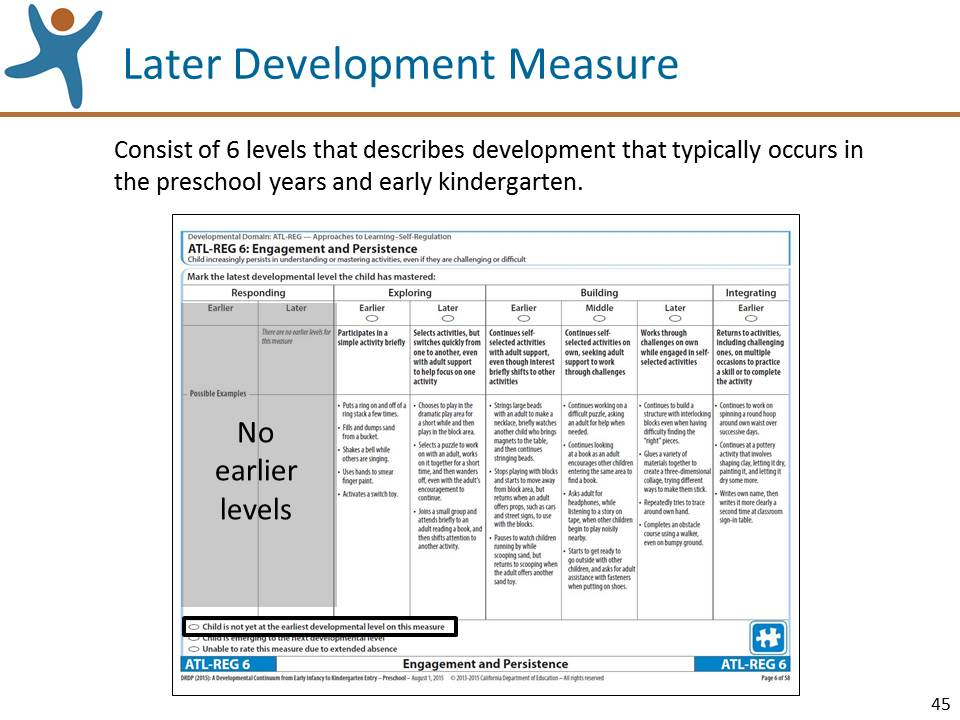 Later Development Measure
Consist of 6 levels that describes development that typically occurs in
the preschool years and early kindergarten.
Developmental Domain: ATL-REG — Approaches to Learning–Self-Regulation
ATL-REG 6: Engagement and Persistence
Child increasingly persists in understanding or mastering activities, even if they are challenging or difficult
Mark the latest developmental level the child has mastered:
Responding
Exploring
Building
Integrating
Earlier
Later
Earlier
Later
Earlier
Middle
Later
Earlier
There are no earlier levels for
this measure
Participates in a
simple activity briefly
Selects activities, but
switches quickly from
one to another, even
with adult support
to help focus on one
activity
Continues self-
selected activities
with adult support,
even though interest
briefly shifts to other
activities
Continues self-
selected activities on
own, seeking adult
support to work
through challenges
Works through
challenges on own
while engaged in self-
selected activities
Returns to activities,
including challenging
ones, on multiple
occasions to practice
a skill or to complete
the activity
Possible Examples
No
earlier
levels
• Puts a ring on and off of a
ring stack a few times.
• Fills and dumps sand
from a bucket.
• Shakes a bell while
others are singing.
• Uses hands to smear
finger paint.
• Activates a switch toy.
• Chooses to play in the
dramatic play area for
a short while and then
plays in the block area.
• Selects a puzzle to work
on with an adult, works
on it together for a short
time, and then wanders
off, even with the adult's
encouragement to
continue.
• Joins a small group and
attends briefly to an
adult reading a book, and
then shifts attention to
another activity.
• Strings large beads
with an adult to make a
necklace, briefly watches
another child who brings
magnets to the table,
and then continues
stringing beads.
• Stops playing with blocks
and starts to move away
from block area, but
returns when an adult
offers props, such as cars
and street signs, to use
with the blocks.
• Pauses to watch children
running by while
scooping sand, but
returns to scooping when
the adult offers another
sand toy.
• Continues working on a
difficult puzzle, asking
an adult for help when
needed.
• Continues looking
at a book as an adult
encourages other children
entering the same area to
find a book.
• Asks adult for
headphones, while
listening to a story on
tape, when other children
begin to play noisily
nearby.
• Starts to get ready to
go outside with other
children, and asks for adult
assistance with fasteners
when putting on shoes.
• Continues to build a
structure with interlocking
blocks even when having
difficulty finding the
"right" pieces.
• Glues a variety of
materials together to
create a three-dimensional
collage, trying different
ways to make them stick.
• Repeatedly tries to trace
around own hand.
• Completes an obstacle
course using a walker,
even on bumpy ground.
• Continues to work on
spinning a round hoop
around own waist over
successive days.
• Continues at a pottery
activity that involves
shaping clay, letting it dry,
painting it, and letting it
dry some more.
• Writes own name, then
writes it more clearly a
second time at classroom
sign-in table.
Child is not yet at the earliest developmental level on this measure
Child is emerging to the next developmental level
Unable to rate this measure due to extended absence
ATL-REG 6
Engagement and Persistence
ATL-REG 6
DRDP (2015): A Developmental Continuum from Early Infancy to Kindergarten Entry – Preschool – August 1, 2015 © 2013-2015 California Department of Education – All rights reserved
Page 6 of 58
45